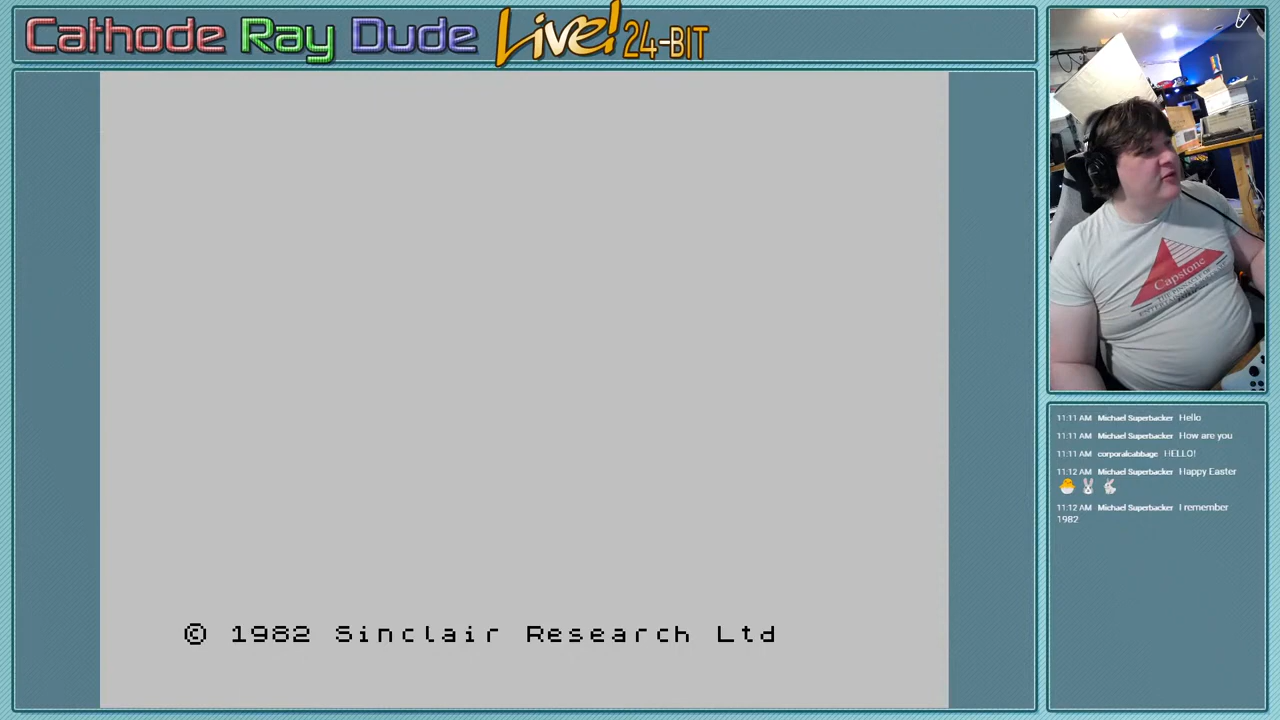 Cathode Ray Dude Live! 24-BIT
© 1982 Sinclair Research Ltd
Capstone
11:11 AM Michael Superbacker Hello
11:11 AM Michael Superbacker How are you
11:11 AM corporalcabbage HELLO!
11:12 AM Michael Superbacker Happy Easter
🐣 🐰 🐇
11:12 AM Michael Superbacker I remember
1982